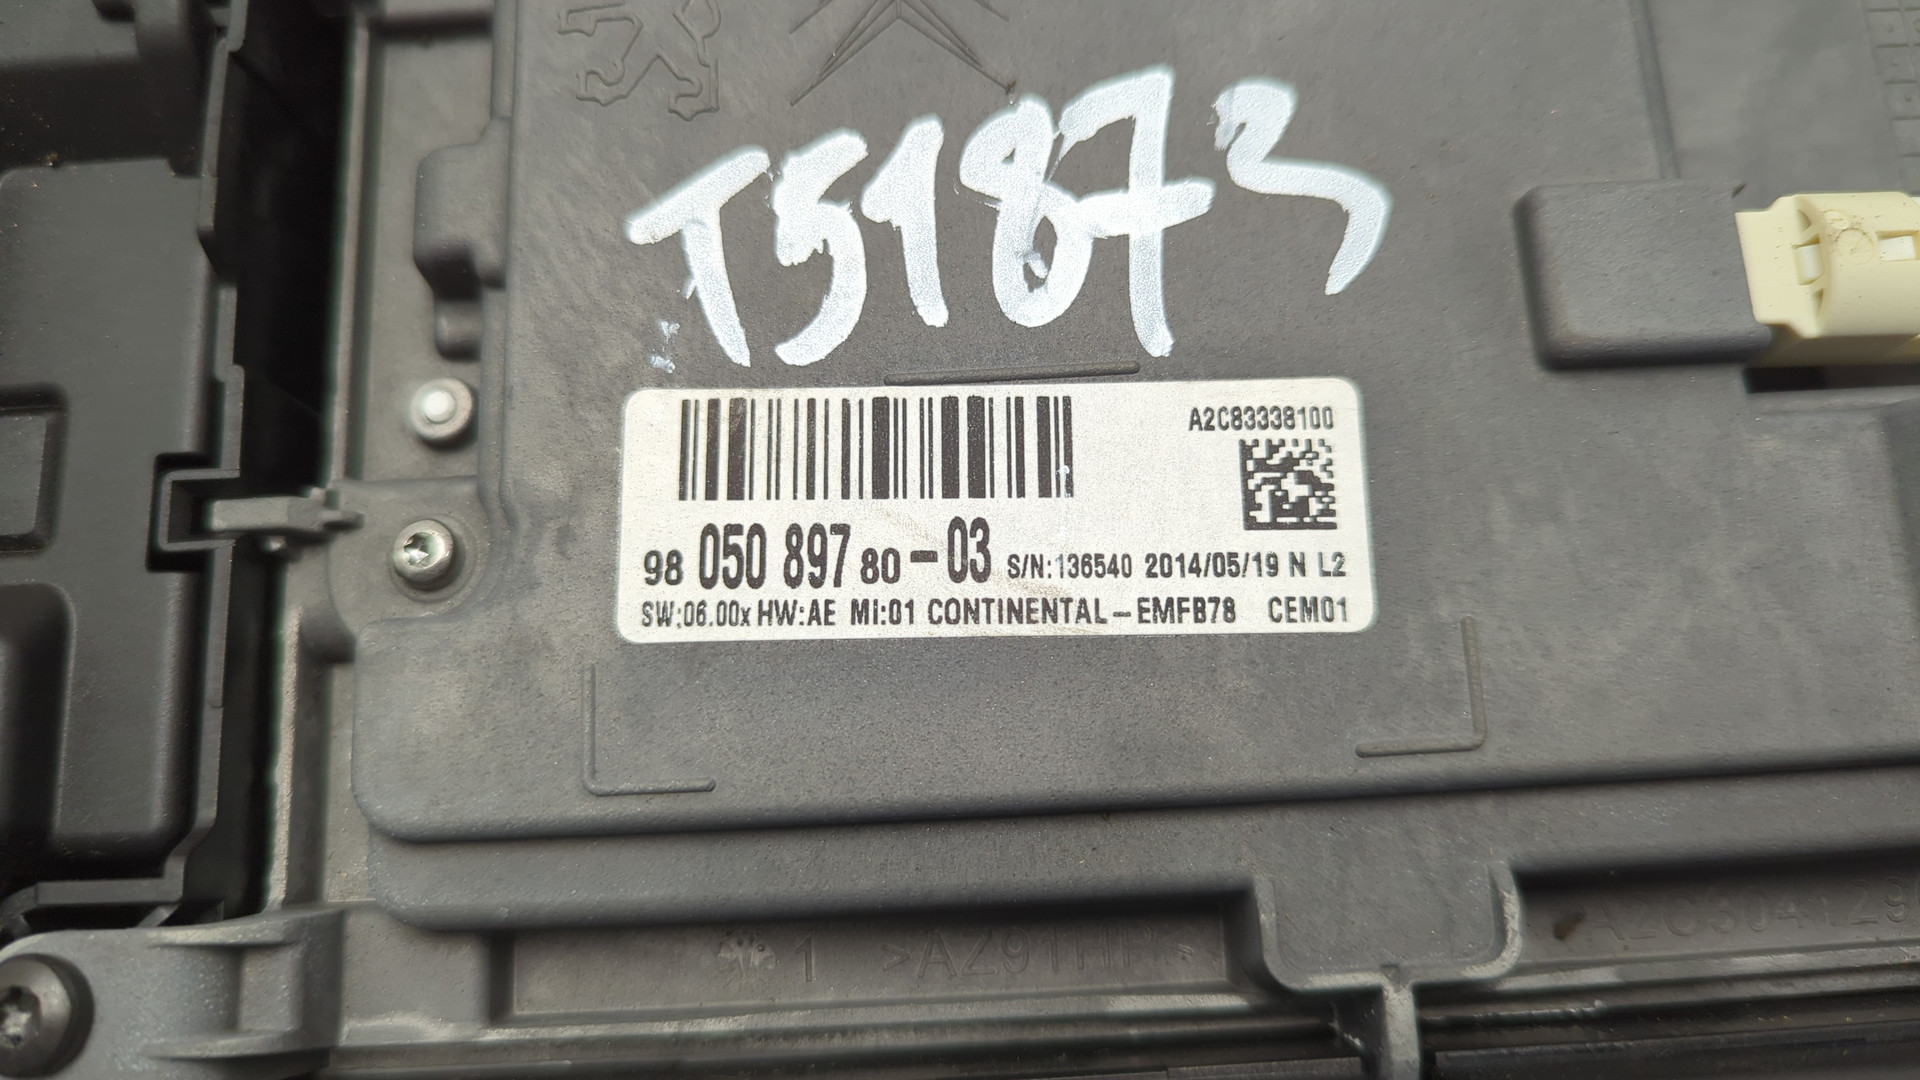 T51873
A2C83338100
98 050 897 80-03 S/N:136540 2014/05/19 N L2
SW:06.00x HW:AE Mi:01 CONTINENTAL-EMFB78 CEM01
1 >AZ91HP<
A2C3041129